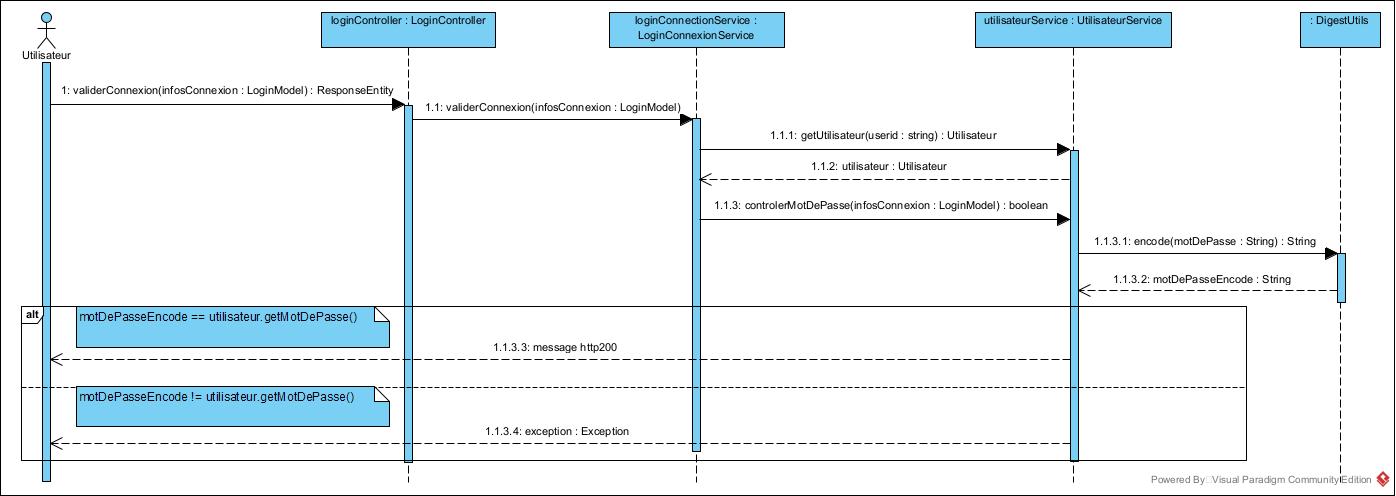 loginController : LoginController
loginConnectionService :
LoginConnexionService
utilisateurService : UtilisateurService
: DigestUtils
Utilisateur
1: validerConnexion(infosConnexion : LoginModel) : ResponseEntity
1.1: validerConnexion(infosConnexion : LoginModel)
1.1.1: getUtilisateur(userid : string) : Utilisateur
1.1.2: utilisateur : Utilisateur
1.1.3: controlerMotDePasse(infosConnexion : LoginModel) : boolean
1.1.3.1: encode(motDePasse : String) : String
1.1.3.2: motDePasseEncode : String
alt
motDePasseEncode == utilisateur.getMotDePasse()
1.1.3.3: message http200
motDePasseEncode != utilisateur.getMotDePasse()
1.1.3.4: exception : Exception
Powered By Visual Paradigm Community Edition